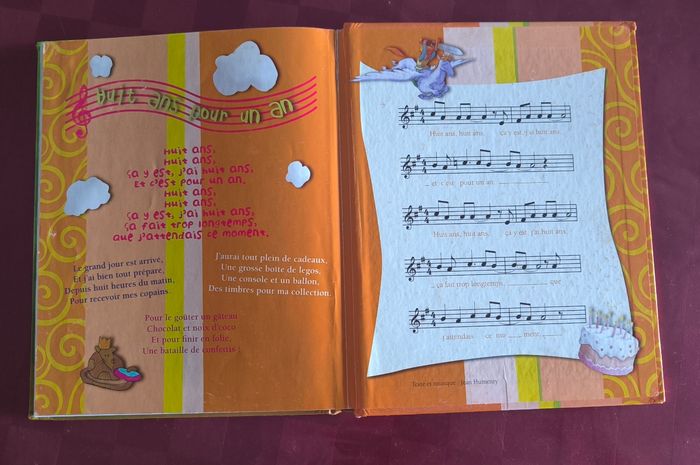 Huit ans pour un an
Huit ans,
Huit ans,
ça y est, j'ai huit ans,
Et c'est pour un an.
Huit ans,
Huit ans,
ça y est, j'ai huit ans,
ça fait trop longtemps,
que j'attendais ce moment.
Le grand jour est arrivé,
Et j'ai bien tout préparé,
Depuis huit heures du matin,
Pour recevoir mes copains.
J'aurai tout plein de cadeaux,
Une grosse boîte de legos,
Une console et un ballon,
Des timbres pour ma collection.
Pour le goûter un gâteau
Chocolat et noix d'coco
Et pour finir en folie,
Une bataille de confettis !
Huis ans, huit ans, ça y est, j'ai huit ans,
et c'est pour un an.
Huis ans, huit ans, ça y est, j'ai huit ans,
ça fait trop longtemps, que
j'attendais ce mo ment,
Texte et musique : Jean Humenry